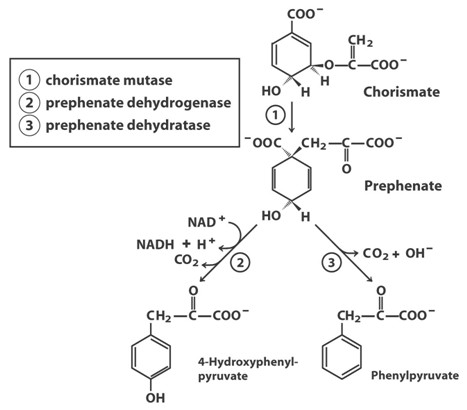 COO⁻
CH₂
O—C—COO⁻
HO H H
Chorismate
① chorismate mutase
② prephenate dehydrogenase
③ prephenate dehydratase
①
⁻OOC CH₂—C—COO⁻
O
Prephenate
HO H
NAD⁺
NADH + H⁺
CO₂
②
③
CO₂ + OH⁻
O
CH₂—C—COO⁻
OH
4-Hydroxyphenyl-
pyruvate
O
CH₂—C—COO⁻
Phenylpyruvate